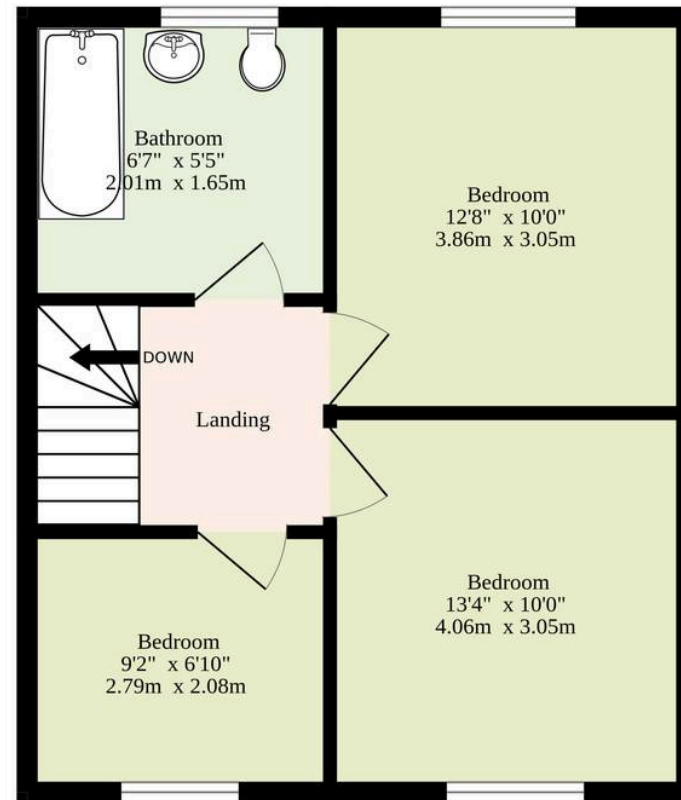 Bathroom
6'7" x 5'5"
2.01m x 1.65m
Bedroom
12'8" x 10'0"
3.86m x 3.05m
DOWN
Landing
Bedroom
13'4" x 10'0"
4.06m x 3.05m
Bedroom
9'2" x 6'10"
2.79m x 2.08m